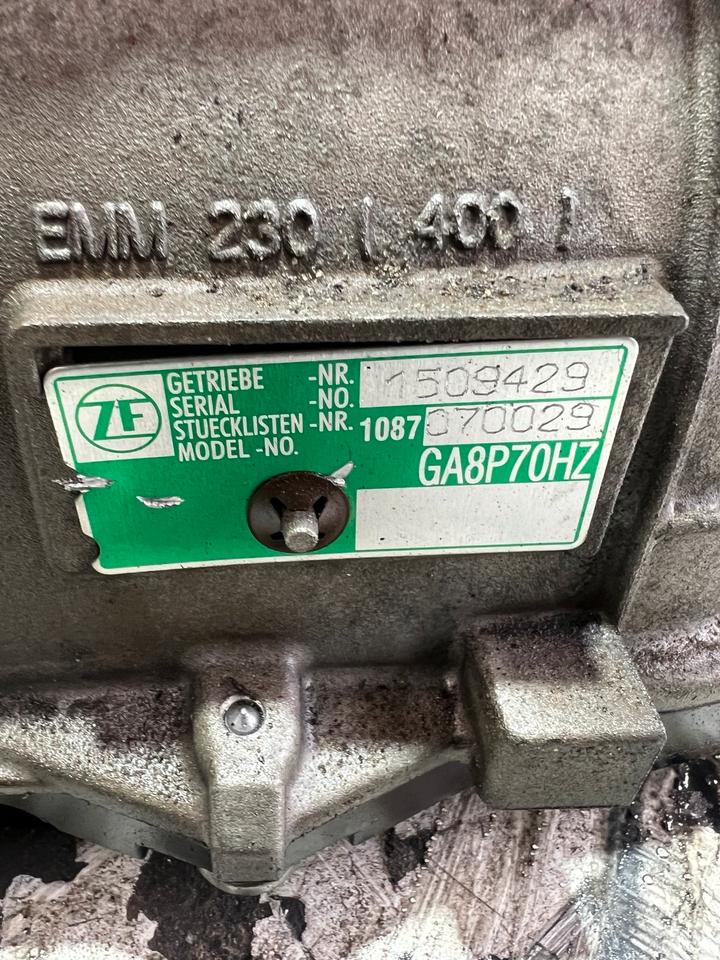 EMM 230 | 400 |
ZF
GETRIEBE -NR. 1509429
SERIAL -NO.
STUECKLISTEN -NR. 1087 070029
MODEL -NO.
GA8P70HZ